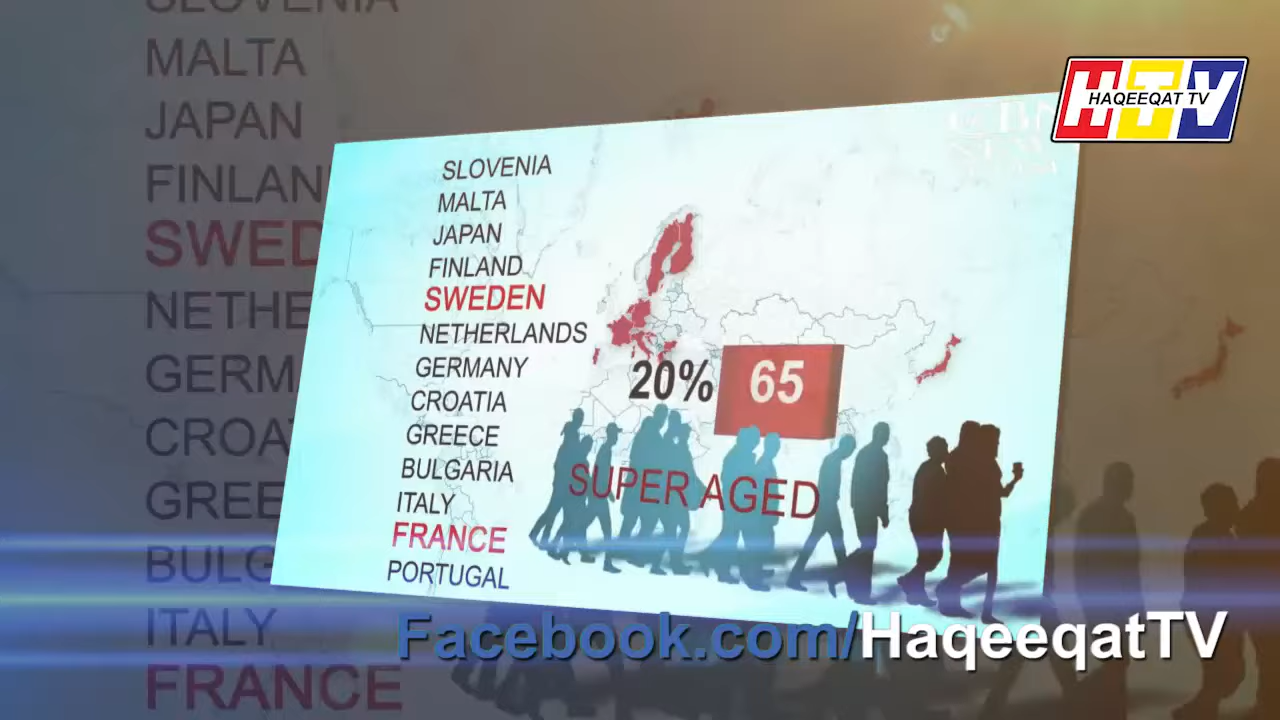 SLOVENIA
MALTA
JAPAN
FINLAN
SWED
NETHE
GERM
CROA
GREE
BULG
ITALY
FRANCE
HTV
HAQEEQAT TV
SLOVENIA
MALTA
JAPAN
FINLAND
SWEDEN
NETHERLANDS
GERMANY
CROATIA
GREECE
BULGARIA
ITALY
FRANCE
PORTUGAL
20% 65
SUPER AGED
Facebook.com/HaqeeqatTV